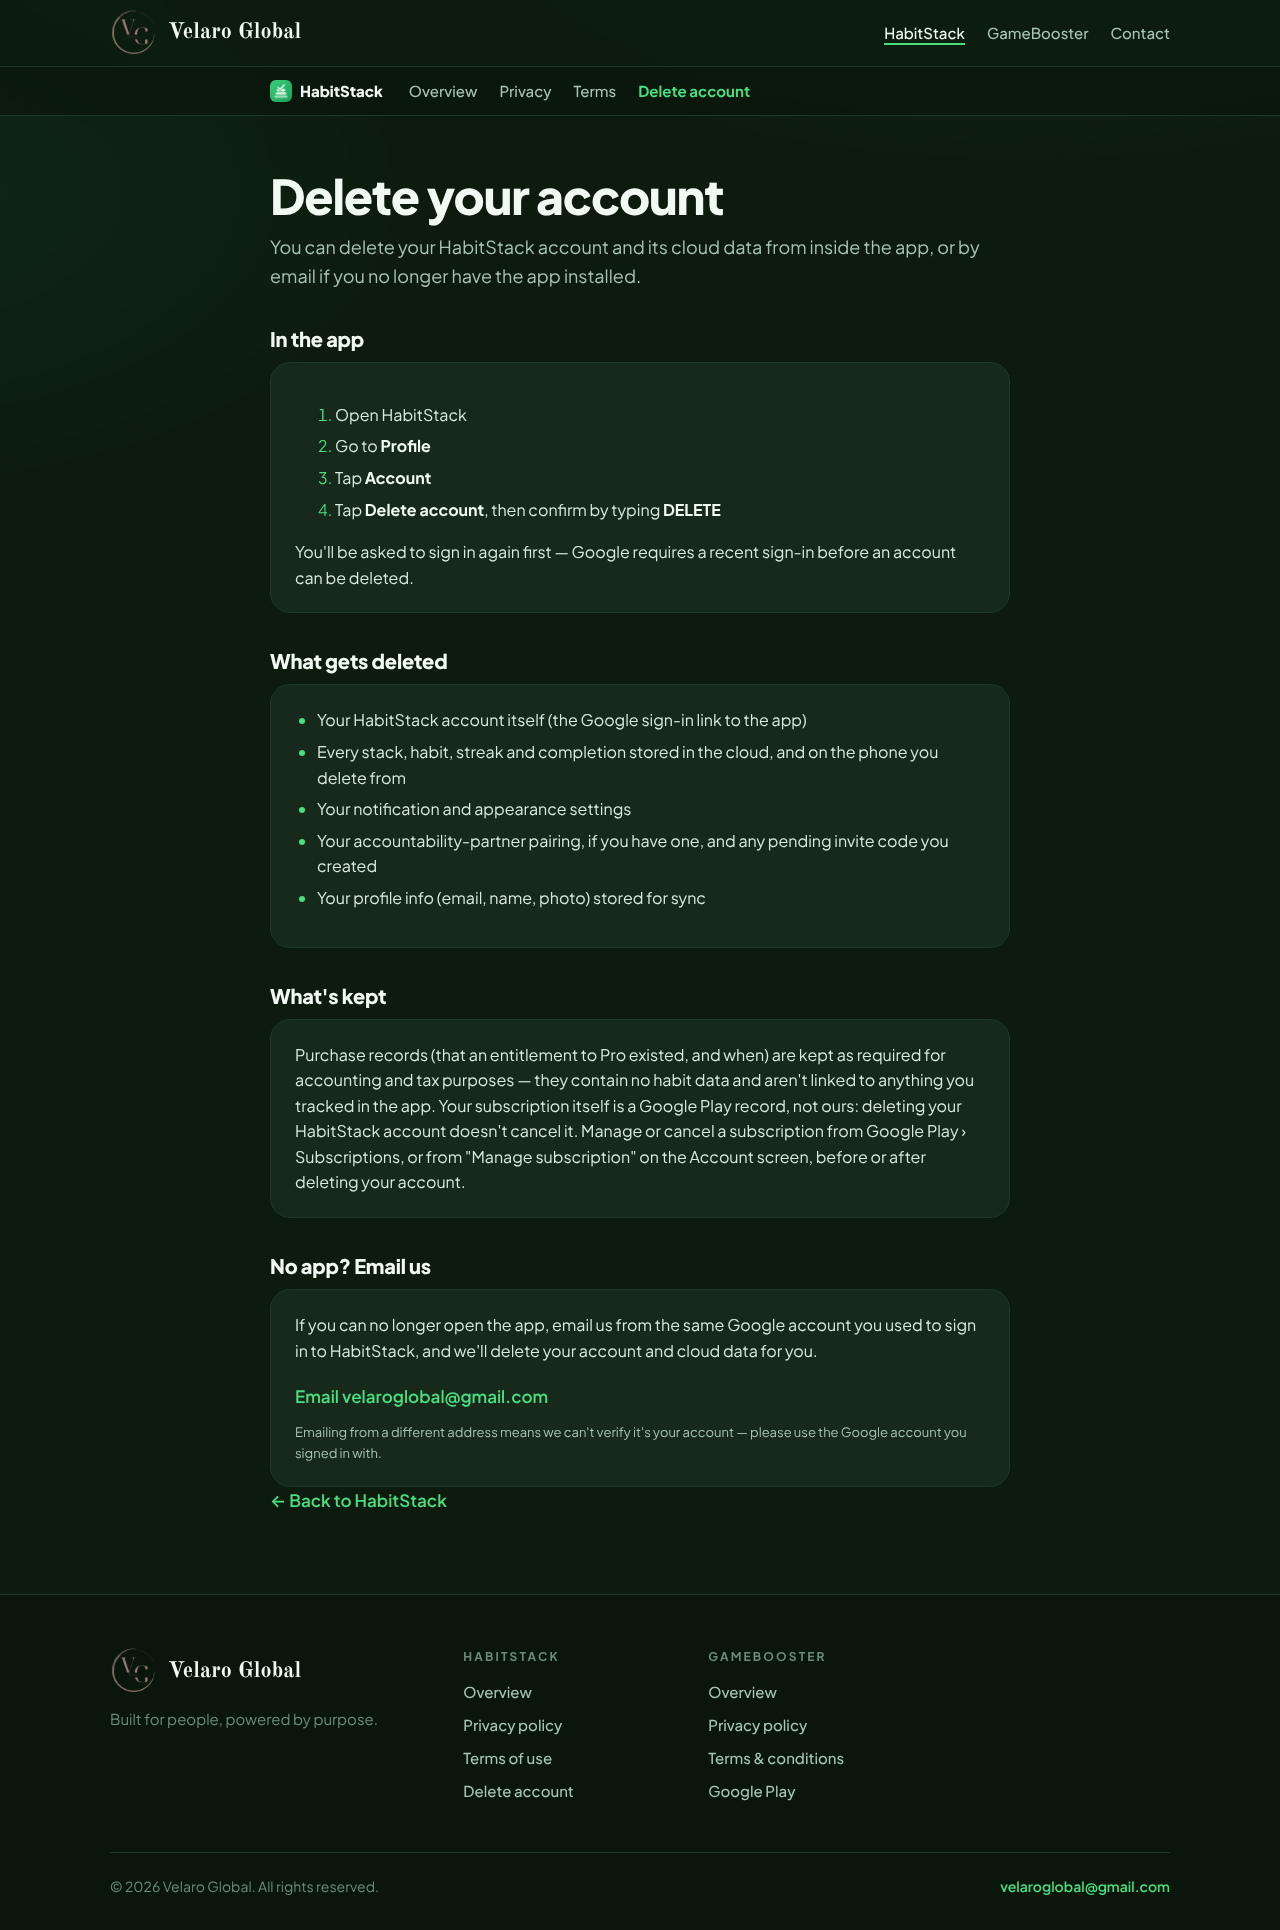 VG Velaro Global
HabitStack GameBooster Contact
HabitStack Overview Privacy Terms Delete account
Delete your account
You can delete your HabitStack account and its cloud data from inside the app, or by
email if you no longer have the app installed.
In the app
1. Open HabitStack
2. Go to Profile
3. Tap Account
4. Tap Delete account, then confirm by typing DELETE
You'll be asked to sign in again first — Google requires a recent sign-in before an account
can be deleted.
What gets deleted
Your HabitStack account itself (the Google sign-in link to the app)
Every stack, habit, streak and completion stored in the cloud, and on the phone you
delete from
Your notification and appearance settings
Your accountability-partner pairing, if you have one, and any pending invite code you
created
Your profile info (email, name, photo) stored for sync
What's kept
Purchase records (that an entitlement to Pro existed, and when) are kept as required for
accounting and tax purposes — they contain no habit data and aren't linked to anything you
tracked in the app. Your subscription itself is a Google Play record, not ours: deleting your
HabitStack account doesn't cancel it. Manage or cancel a subscription from Google Play ›
Subscriptions, or from "Manage subscription" on the Account screen, before or after
deleting your account.
No app? Email us
If you can no longer open the app, email us from the same Google account you used to sign
in to HabitStack, and we'll delete your account and cloud data for you.
Email velaroglobal@gmail.com
Emailing from a different address means we can't verify it's your account — please use the Google account you
signed in with.
← Back to HabitStack
VG Velaro Global
Built for people, powered by purpose.
HABITSTACK
Overview
Privacy policy
Terms of use
Delete account
GAMEBOOSTER
Overview
Privacy policy
Terms & conditions
Google Play
© 2026 Velaro Global. All rights reserved.
velaroglobal@gmail.com